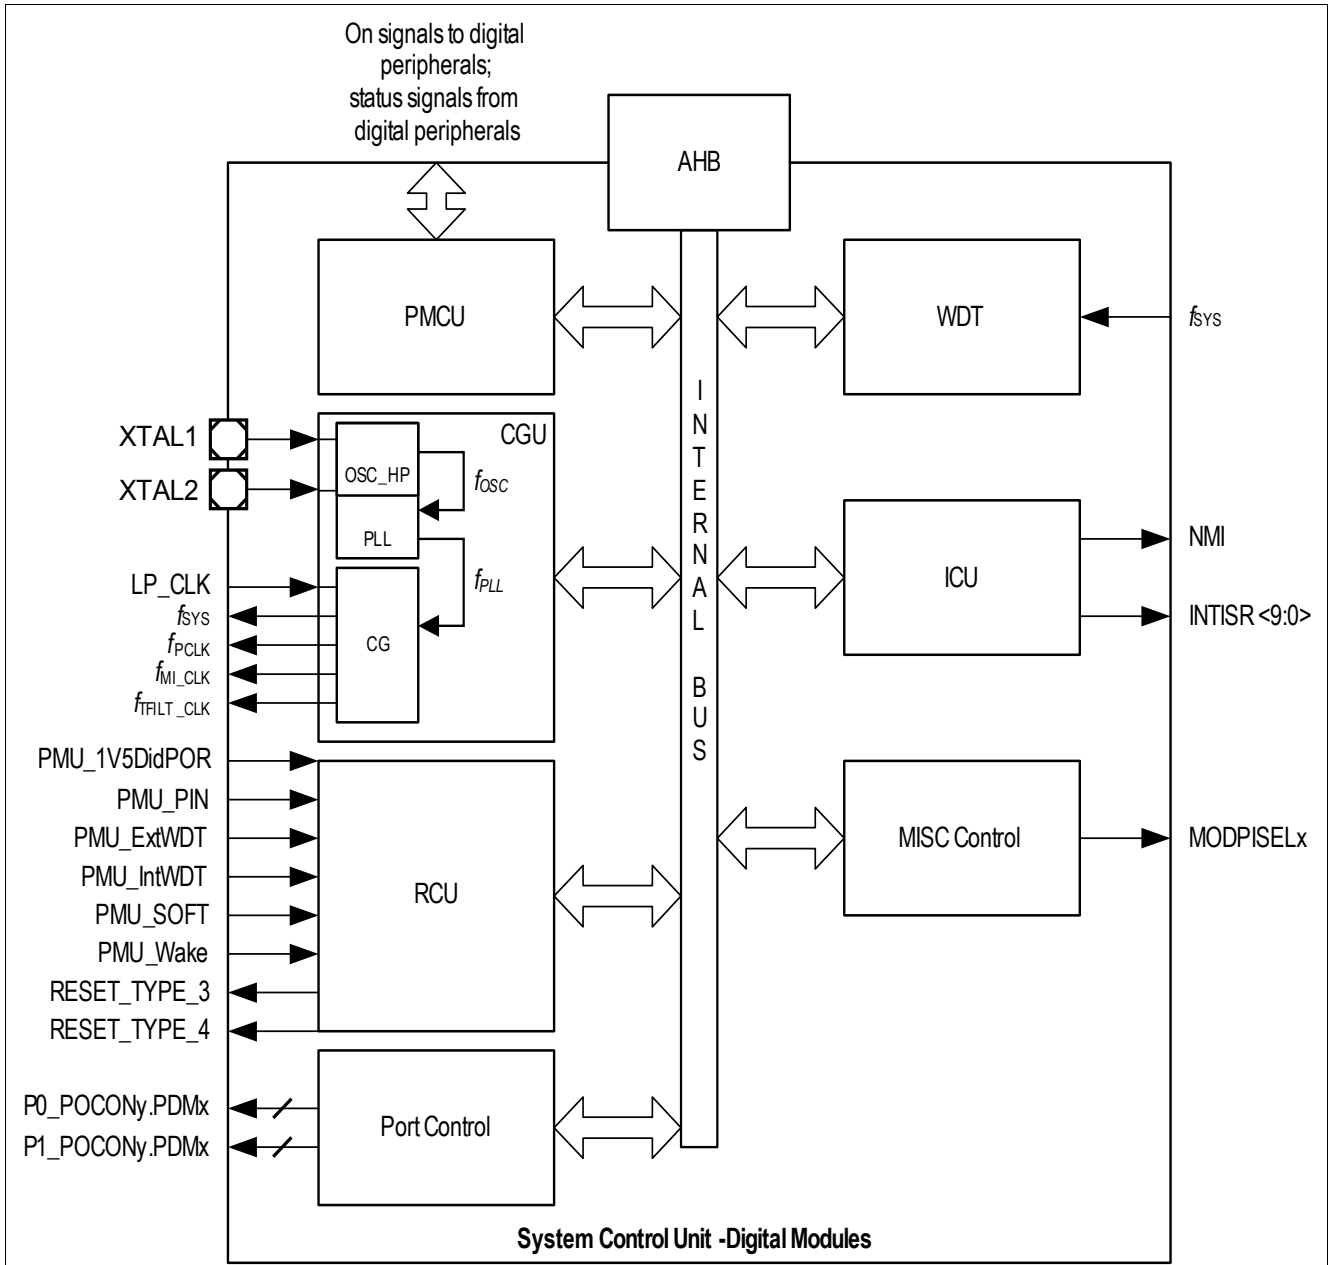 On signals to digital
peripherals;
status signals from
digital peripherals
AHB
PMCU
WDT
fSYS
INTERNAL BUS
XTAL1
XTAL2
CGU
OSC_HP
fOSC
PLL
fPLL
LP_CLK
fSYS
fPCLK
fMI_CLK
fTFILT_CLK
CG
ICU
NMI
INTISR <9:0>
PMU_1V5DidPOR
PMU_PIN
PMU_ExtWDT
PMU_IntWDT
PMU_SOFT
PMU_Wake
RESET_TYPE_3
RESET_TYPE_4
RCU
MISC Control
MODPISELx
P0_POCONy.PDMx
P1_POCONy.PDMx
Port Control
System Control Unit -Digital Modules